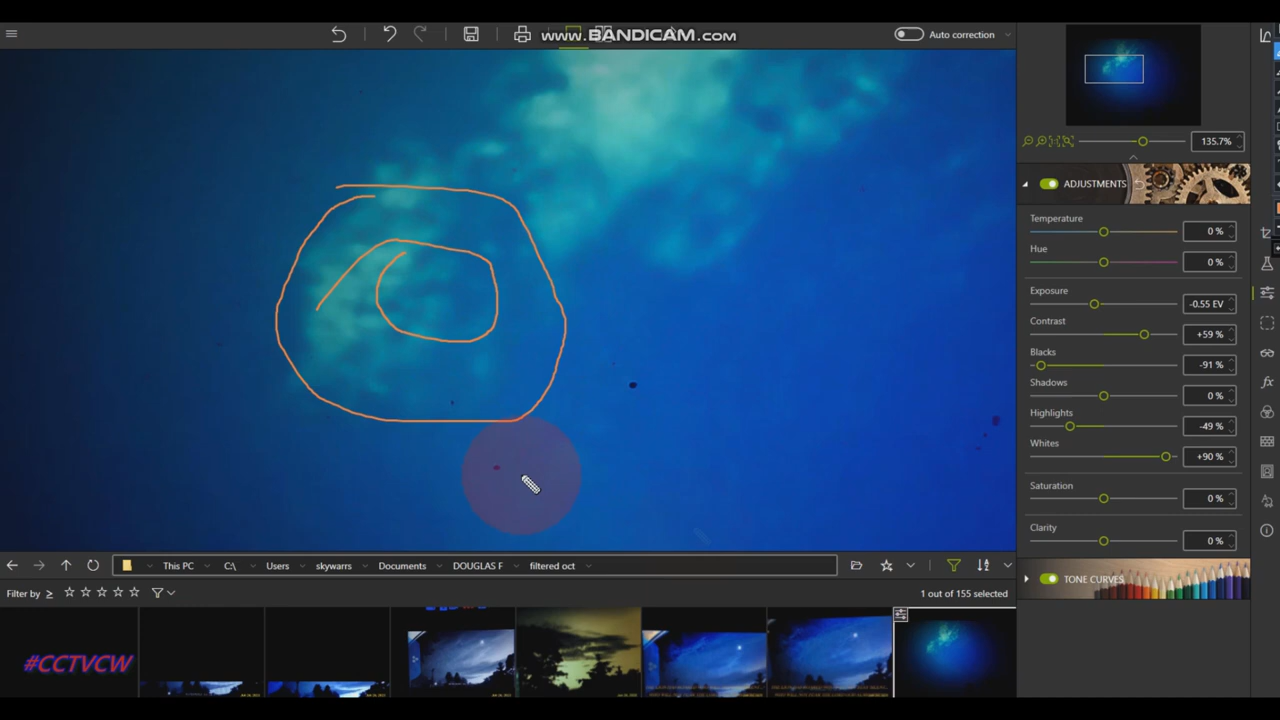 www.BANDICAM.com
Auto correction
135.7%
ADJUSTMENTS
Temperature
0 %
Hue
0 %
Exposure
-0.55 EV
Contrast
+59 %
Blacks
-91 %
Shadows
0 %
Highlights
-49 %
Whites
+90 %
Saturation
0 %
Clarity
0 %
TONE CURVES
This PC C:\ Users skywarrs Documents DOUGLAS F filtered oct
Filter by ≥
1 out of 155 selected
#CCTVCW